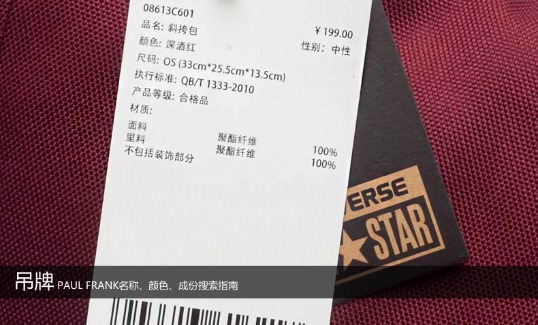 08613C601
品名: 斜挎包 ¥ 199.00
颜色: 深酒红 性别: 中性
尺码: OS (33cm*25.5cm*13.5cm)
执行标准: QB/T 1333-2010
产品等级: 合格品
材质:
面料 聚酯纤维 100%
里料 聚酯纤维 100%
不包括装饰部分
VERSE
STAR
吊牌 PAUL FRANK名称、颜色、成份搜索指南